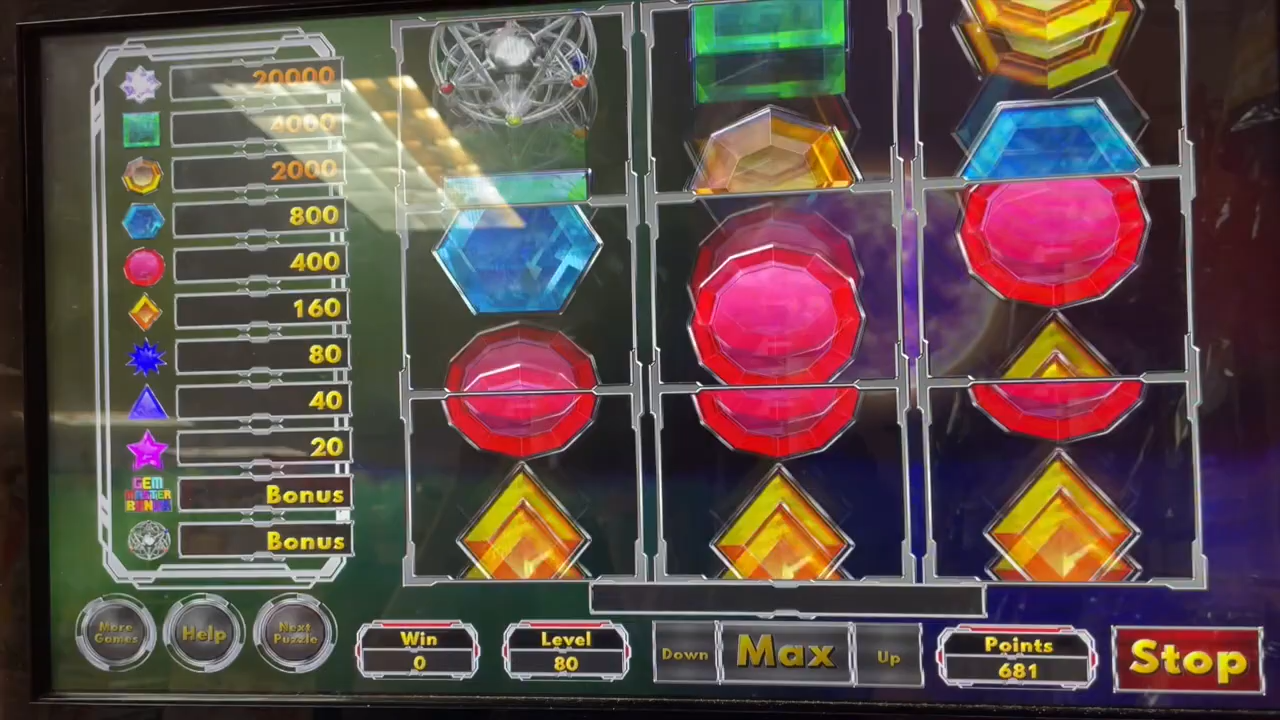 20000
4000
2000
800
400
160
80
40
20
GEM MASTER BONUS
Bonus
Bonus
More Games
Help
Next Puzzle
Win
0
Level
80
Down
Max
Up
Points
681
Stop